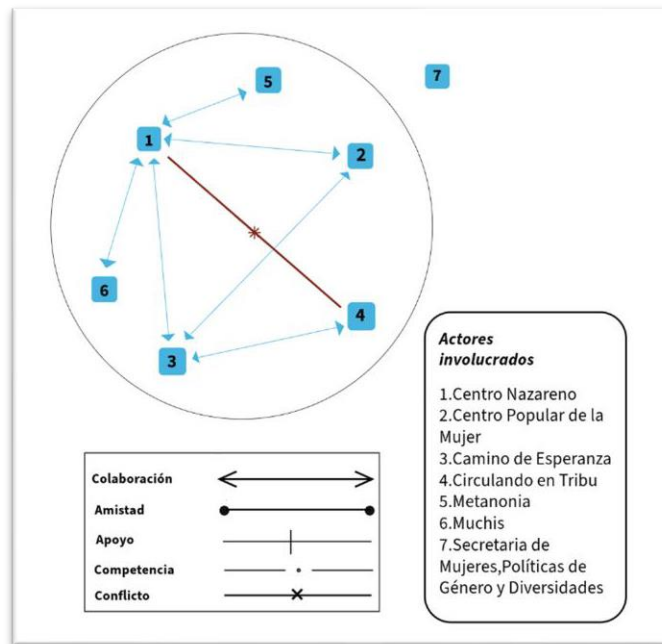 5
7
1
2
6
4
3
Actores
involucrados
1.Centro Nazareno
2.Centro Popular de la
Mujer
3.Camino de Esperanza
4.Circulando en Tribu
5.Metanonia
6.Muchis
7.Secretaria de
Mujeres,Políticas de
Género y Diversidades
Colaboración
Amistad
Apoyo
Competencia
Conflicto